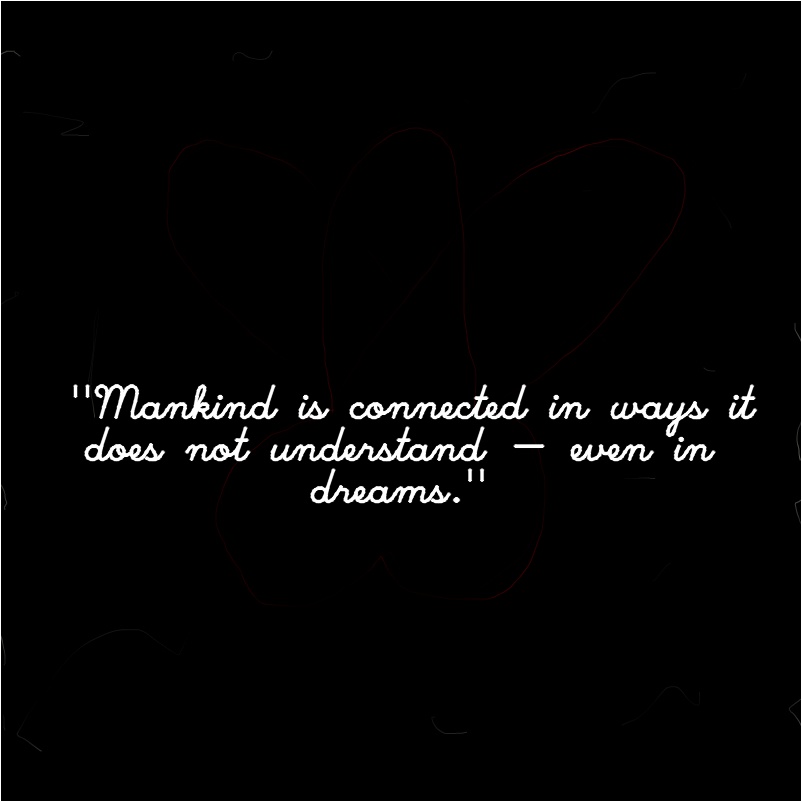 "Mankind is connected in ways it
does not understand — even in
dreams."